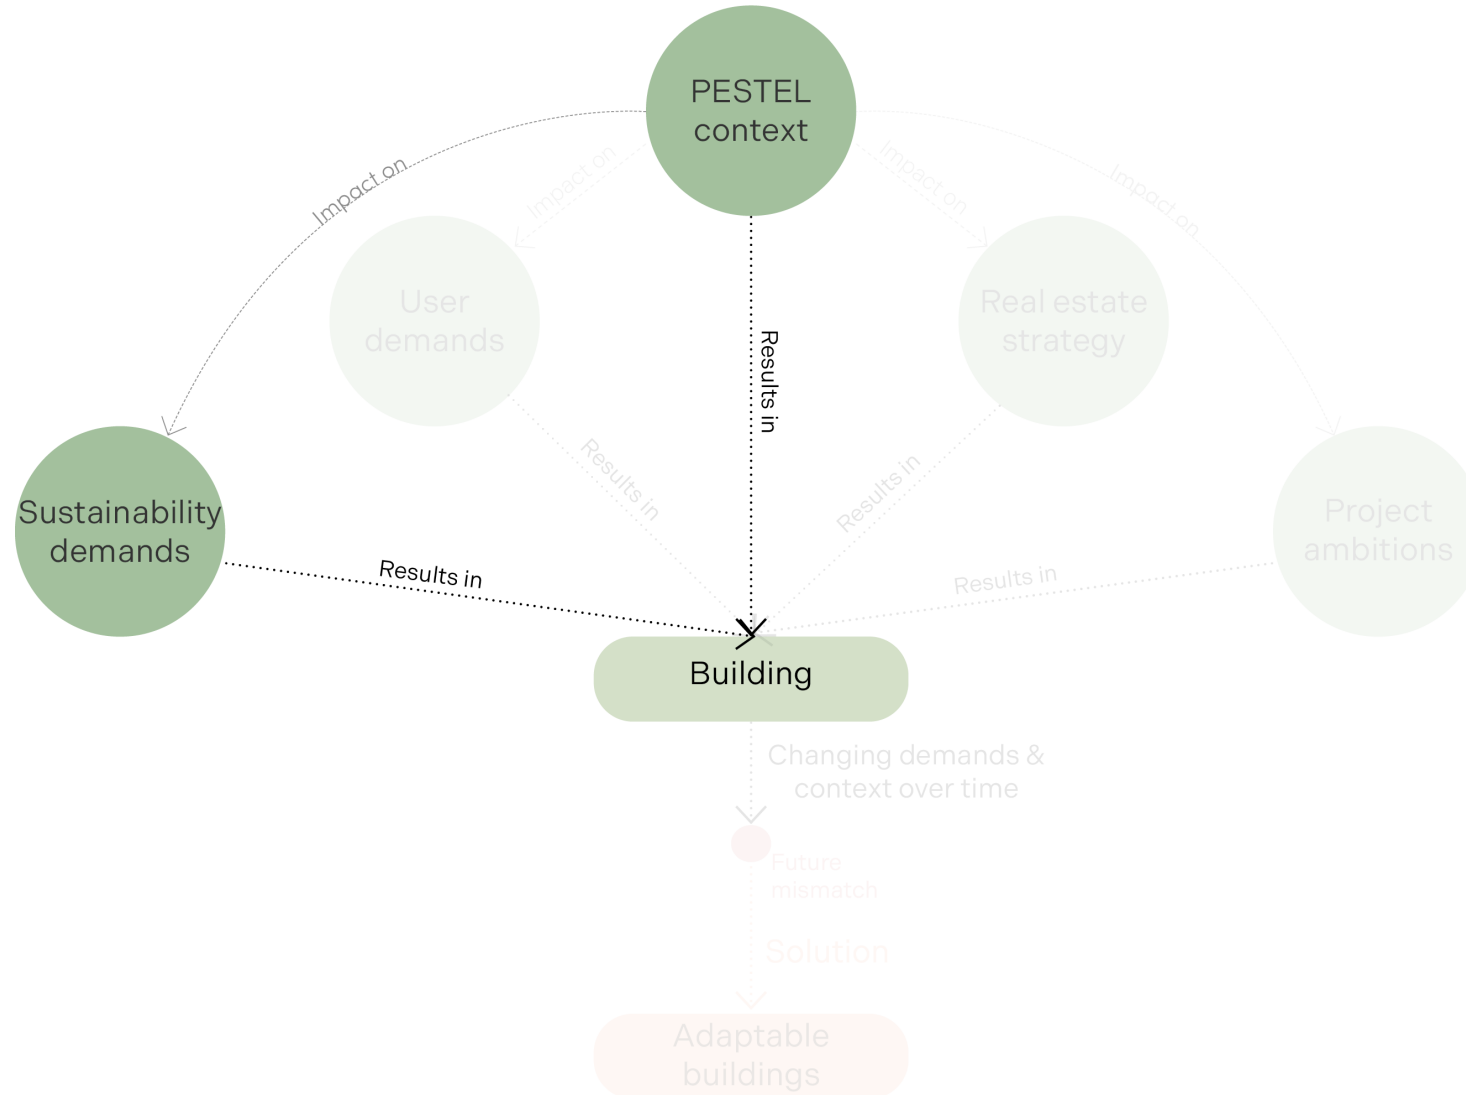 PESTEL
context
Impact on
Impact on
Impact on
Impact on
User
demands
Real estate
strategy
Results in
Sustainability
demands
Results in
Results in
Project
ambitions
Results in
Results in
Building
Changing demands &
context over time
Future
mismatch
Solution
Adaptable
buildings